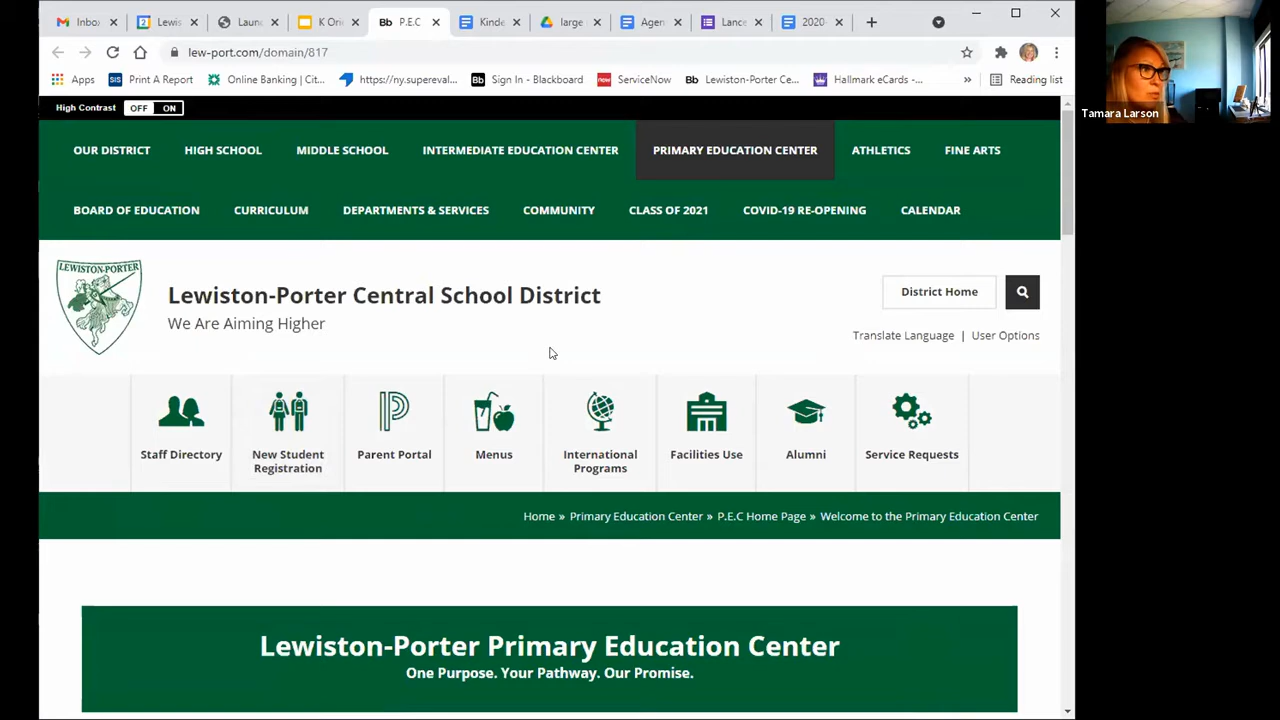 Inbox
Lewis
Laun
K Ori
P.E.C
Kinde
large
Agen
Lance
2020-
lew-port.com/domain/817
Apps
Print A Report
Online Banking | Cit...
https://ny.supereval...
Sign In - Blackboard
ServiceNow
Lewiston-Porter Ce...
Hallmark eCards -...
»
Reading list
High Contrast OFF ON
OUR DISTRICT HIGH SCHOOL MIDDLE SCHOOL INTERMEDIATE EDUCATION CENTER PRIMARY EDUCATION CENTER ATHLETICS FINE ARTS
BOARD OF EDUCATION CURRICULUM DEPARTMENTS & SERVICES COMMUNITY CLASS OF 2021 COVID-19 RE-OPENING CALENDAR
LEWISTON-PORTER
Lewiston-Porter Central School District
We Are Aiming Higher
District Home
Translate Language | User Options
Staff Directory
New Student
Registration
Parent Portal
Menus
International
Programs
Facilities Use
Alumni
Service Requests
Home » Primary Education Center » P.E.C Home Page » Welcome to the Primary Education Center
Lewiston-Porter Primary Education Center
One Purpose. Your Pathway. Our Promise.
Tamara Larson